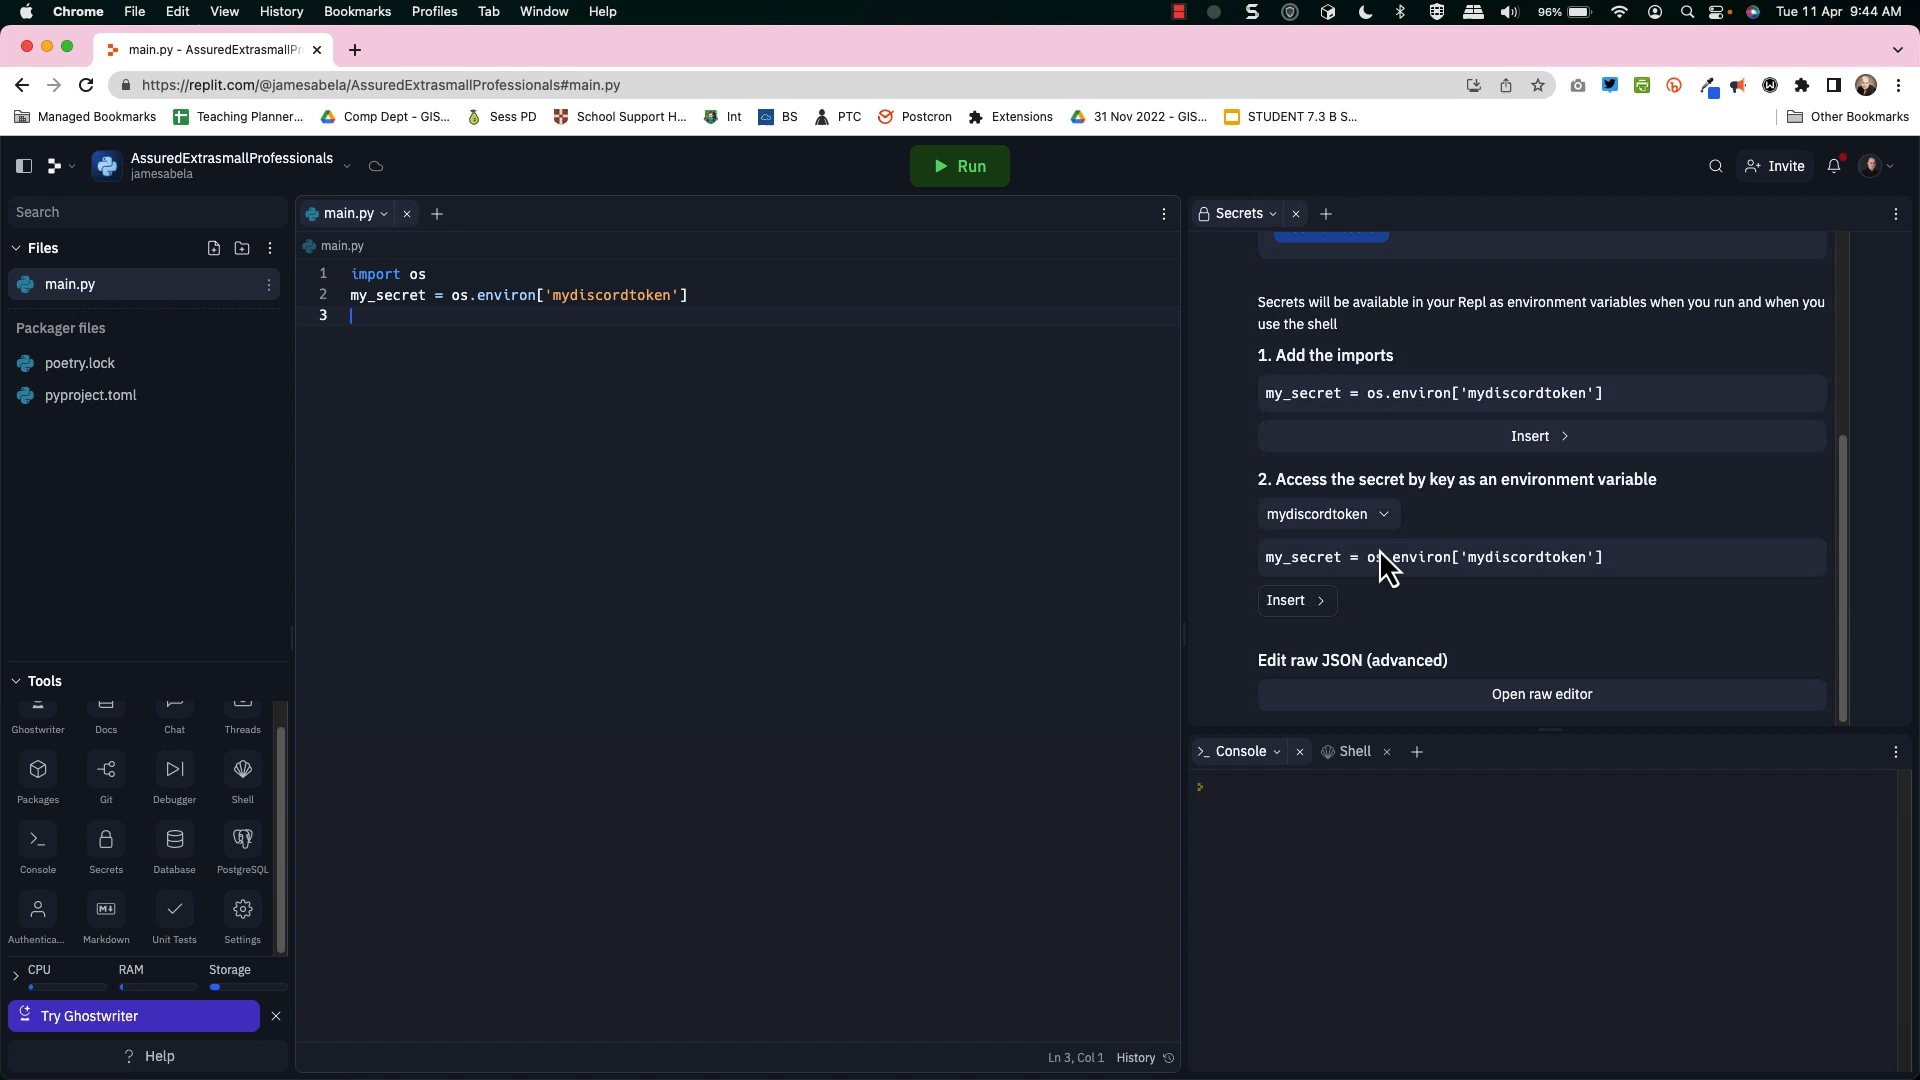 Chrome File Edit View History Bookmarks Profiles Tab Window Help
96% Tue 11 Apr 9:44 AM
main.py - AssuredExtrasmallPr
https://replit.com/@jamesabela/AssuredExtrasmallProfessionals#main.py
Managed Bookmarks Teaching Planner... Comp Dept - GIS... Sess PD School Support H... Int BS PTC Postcron Extensions 31 Nov 2022 - GIS... STUDENT 7.3 B S... Other Bookmarks
AssuredExtrasmallProfessionals
jamesabela
Run
Invite
Search
Files
main.py
Packager files
poetry.lock
pyproject.toml
Tools
Ghostwriter Docs Chat Threads
Packages Git Debugger Shell
Console Secrets Database PostgreSQL
Authentica... Markdown Unit Tests Settings
CPU RAM Storage
Try Ghostwriter
? Help
main.py
main.py
1 import os
2 my_secret = os.environ['mydiscordtoken']
3
Ln 3, Col 1 History
Secrets
Secrets will be available in your Repl as environment variables when you run and when you
use the shell
1. Add the imports
my_secret = os.environ['mydiscordtoken']
Insert
2. Access the secret by key as an environment variable
mydiscordtoken
my_secret = os.environ['mydiscordtoken']
Insert
Edit raw JSON (advanced)
Open raw editor
Console Shell